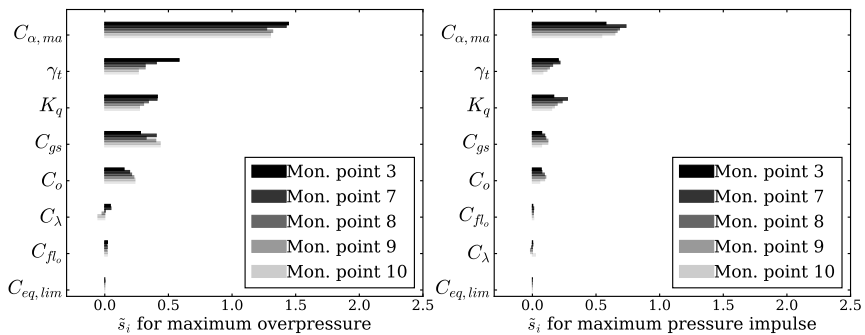 C_{α,ma}
γ_t
K_q
C_{gs}
C_o
C_λ
C_{fl_o}
C_{eq,lim}
Mon. point 3
Mon. point 7
Mon. point 8
Mon. point 9
Mon. point 10
0.0 0.5 1.0 1.5 2.0 2.5
s̃_i for maximum overpressure
C_{α,ma}
γ_t
K_q
C_{gs}
C_o
C_{fl_o}
C_λ
C_{eq,lim}
Mon. point 3
Mon. point 7
Mon. point 8
Mon. point 9
Mon. point 10
0.0 0.5 1.0 1.5 2.0 2.5
s̃_i for maximum pressure impulse